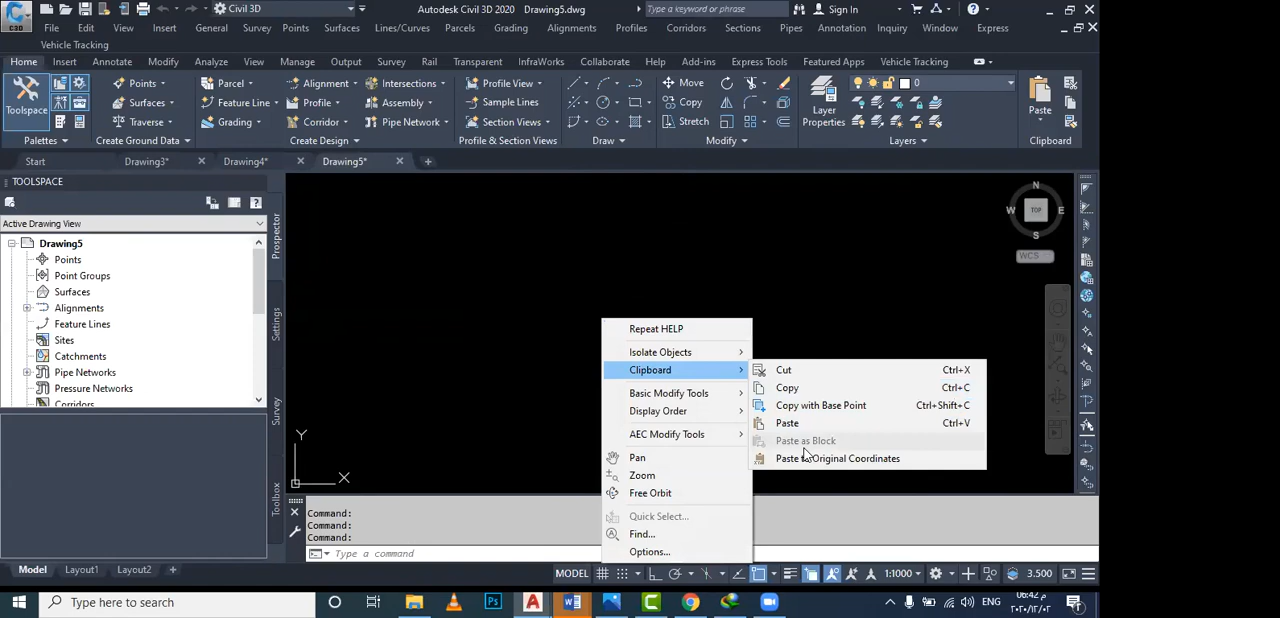 C3D Civil 3D Autodesk Civil 3D 2020 Drawing5.dwg Type a keyword or phrase Sign In
File Edit View Insert General Survey Points Surfaces Lines/Curves Parcels Grading Alignments Profiles Corridors Sections Pipes Annotation Inquiry Window Express
Vehicle Tracking
Home Insert Annotate Modify Analyze View Manage Output Survey Rail Transparent InfraWorks Collaborate Help Add-ins Express Tools Featured Apps Vehicle Tracking
Points Parcel Alignment Intersections Profile View Move 0
Toolspace Surfaces Feature Line Profile Assembly Sample Lines Copy Layer Properties Paste
Traverse Grading Corridor Pipe Network Section Views Stretch
Palettes Create Ground Data Create Design Profile & Section Views Draw Modify Layers Clipboard
Start Drawing3* Drawing4* Drawing5*
TOOLSPACE
Active Drawing View
Drawing5
Points
Point Groups
Surfaces
Alignments
Feature Lines
Sites
Catchments
Pipe Networks
Pressure Networks
Corridors
Prospector
Settings
Survey
Toolbox
N
W TOP E
S
WCS
Y
X
Repeat HELP
Isolate Objects
Clipboard
Basic Modify Tools
Display Order
AEC Modify Tools
Pan
Zoom
Free Orbit
Quick Select...
Find...
Options...
Cut Ctrl+X
Copy Ctrl+C
Copy with Base Point Ctrl+Shift+C
Paste Ctrl+V
Paste as Block
Paste to Original Coordinates
Command:
Command:
Command:
Type a command
Model Layout1 Layout2 MODEL 1:1000 3.500
Type here to search ENG 06:42 م
٢٠٢٠/١٢/٠٢